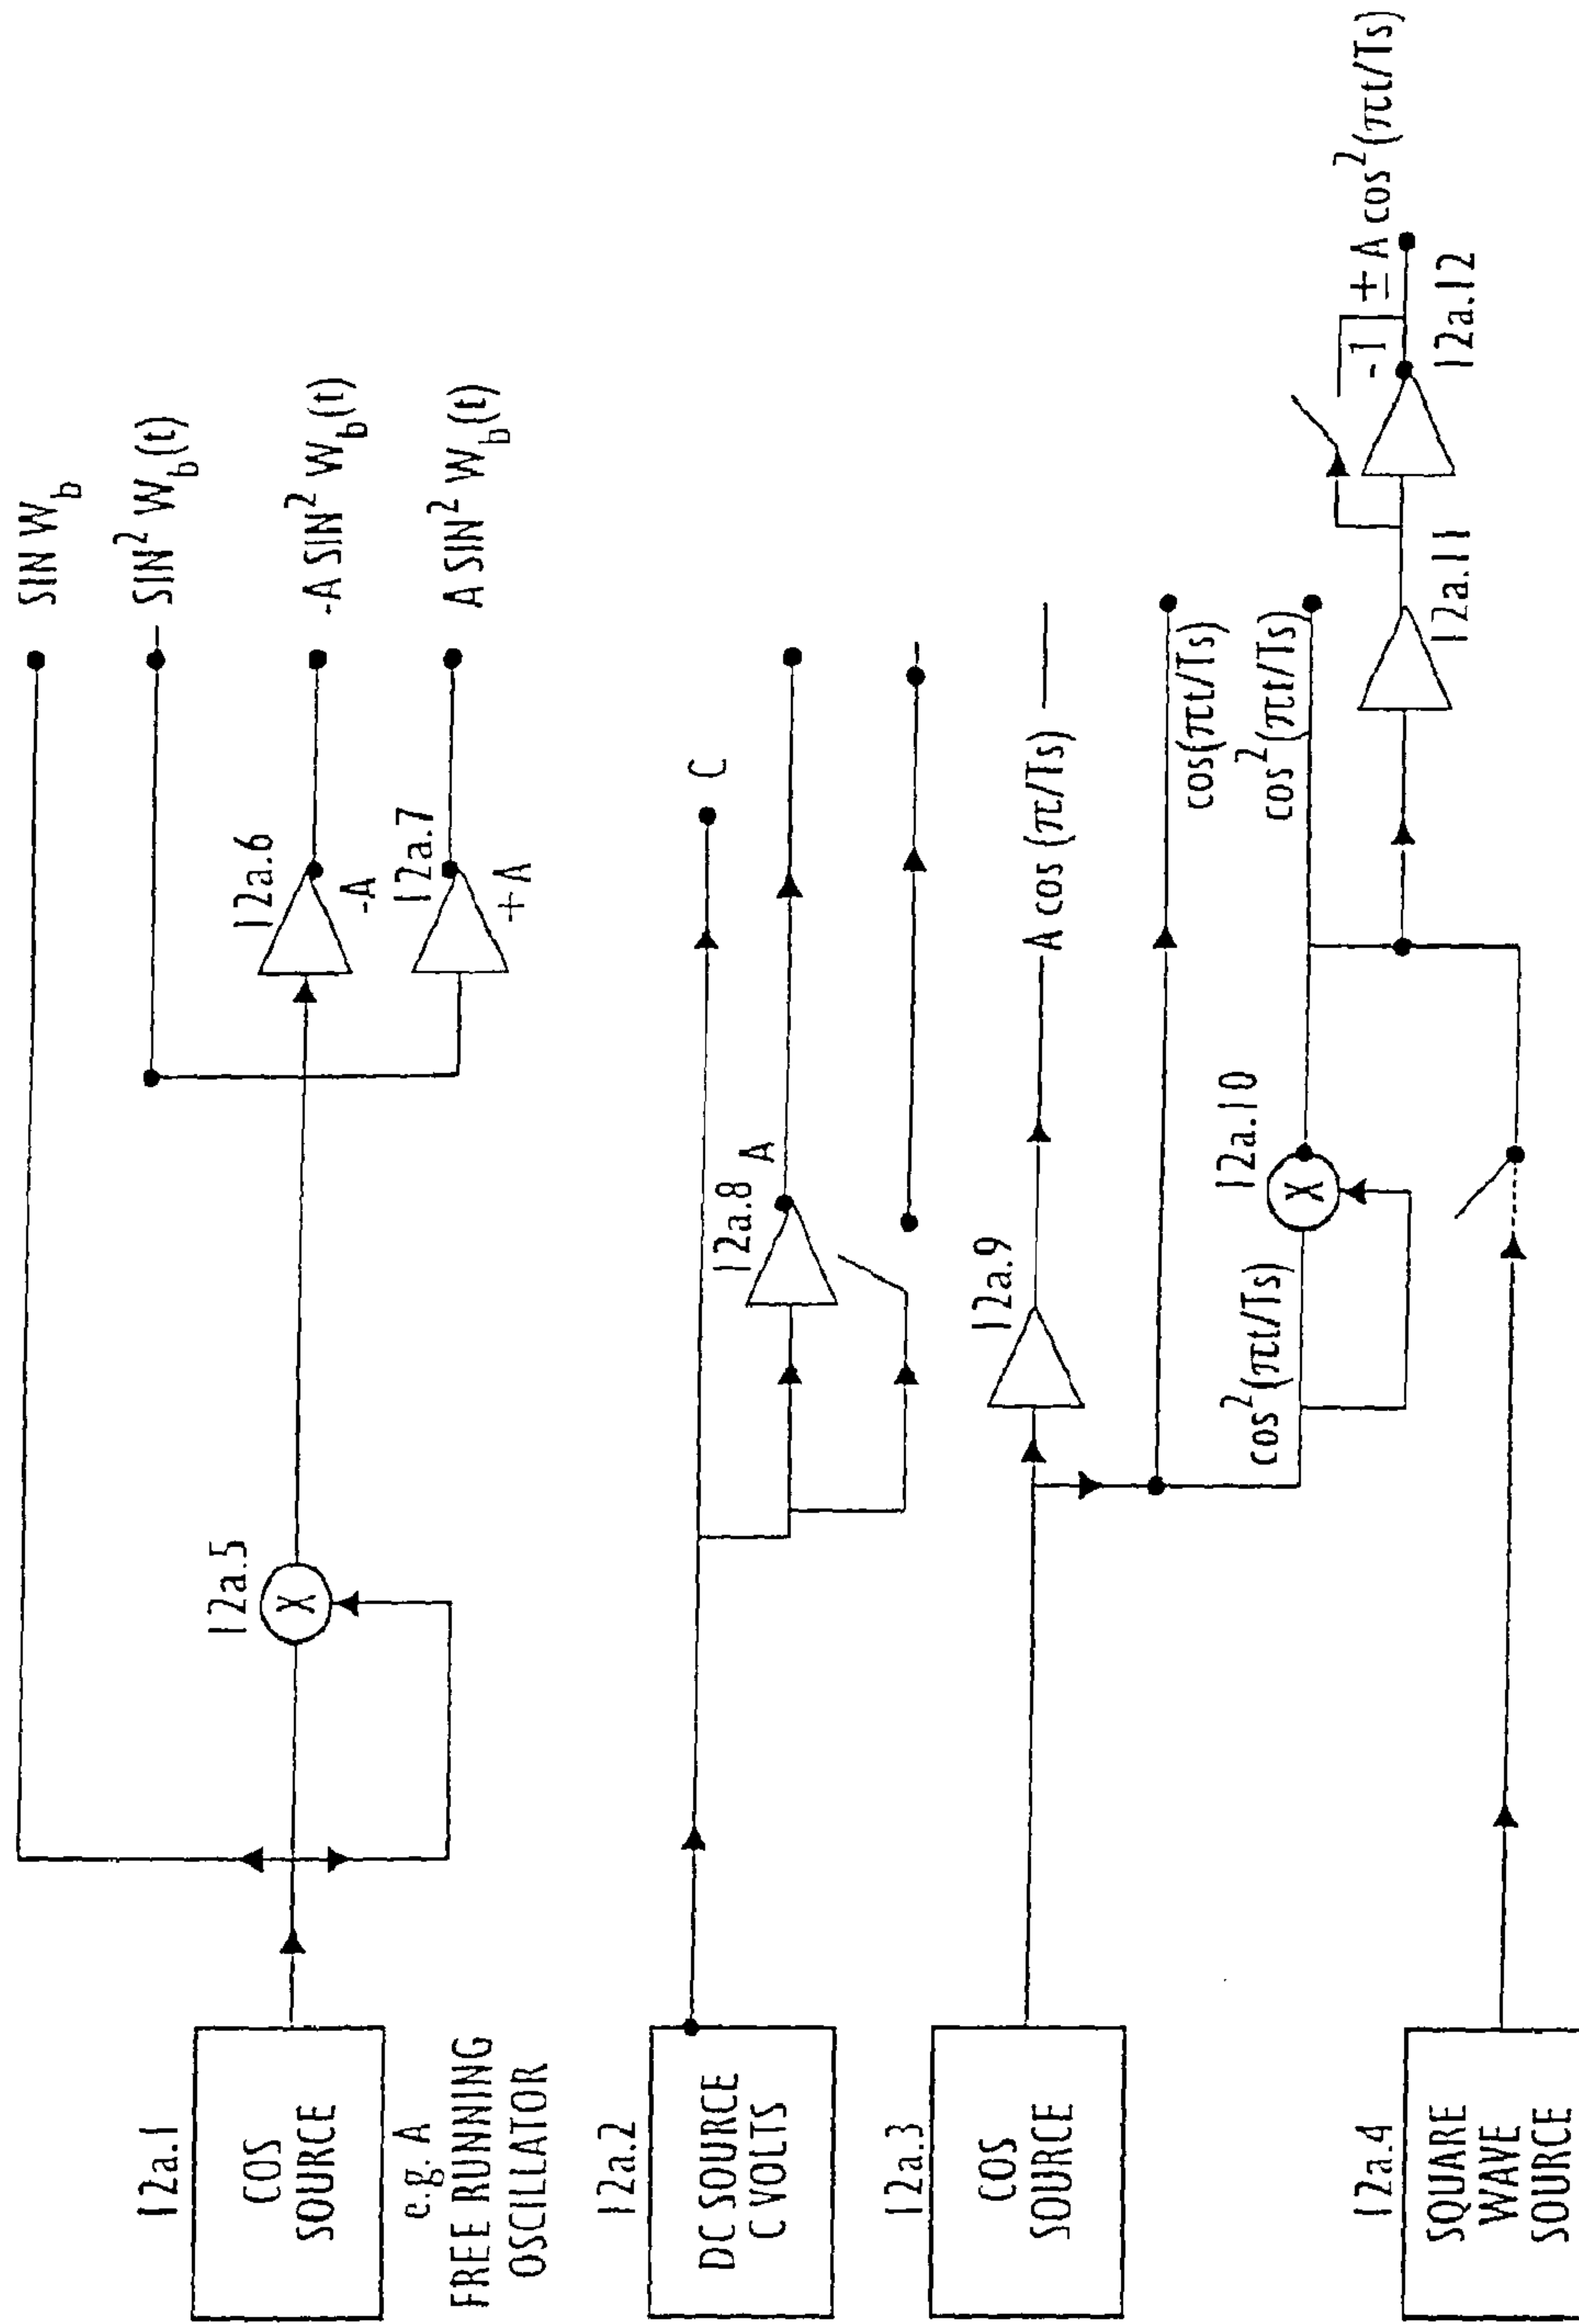 12a.1
COS
SOURCE
e.g. A
FREE RUNNING
OSCILLATOR
12a.5
X
SIN W_b
SIN² W_b(t)
12a.6
-A
-A SIN² W_b(t)
12a.7
+A
A SIN² W_b(t)
12a.2
DC SOURCE
C VOLTS
C
12a.8
A
12a.3
COS
SOURCE
12a.9
A cos (π/Ts)
cos(πt/Ts)
cos²(πt/Ts)
12a.10
X
cos²(πt/Ts)
12a.4
SQUARE
WAVE
SOURCE
12a.11
-1
±A cos²(πt/Ts)
12a.12